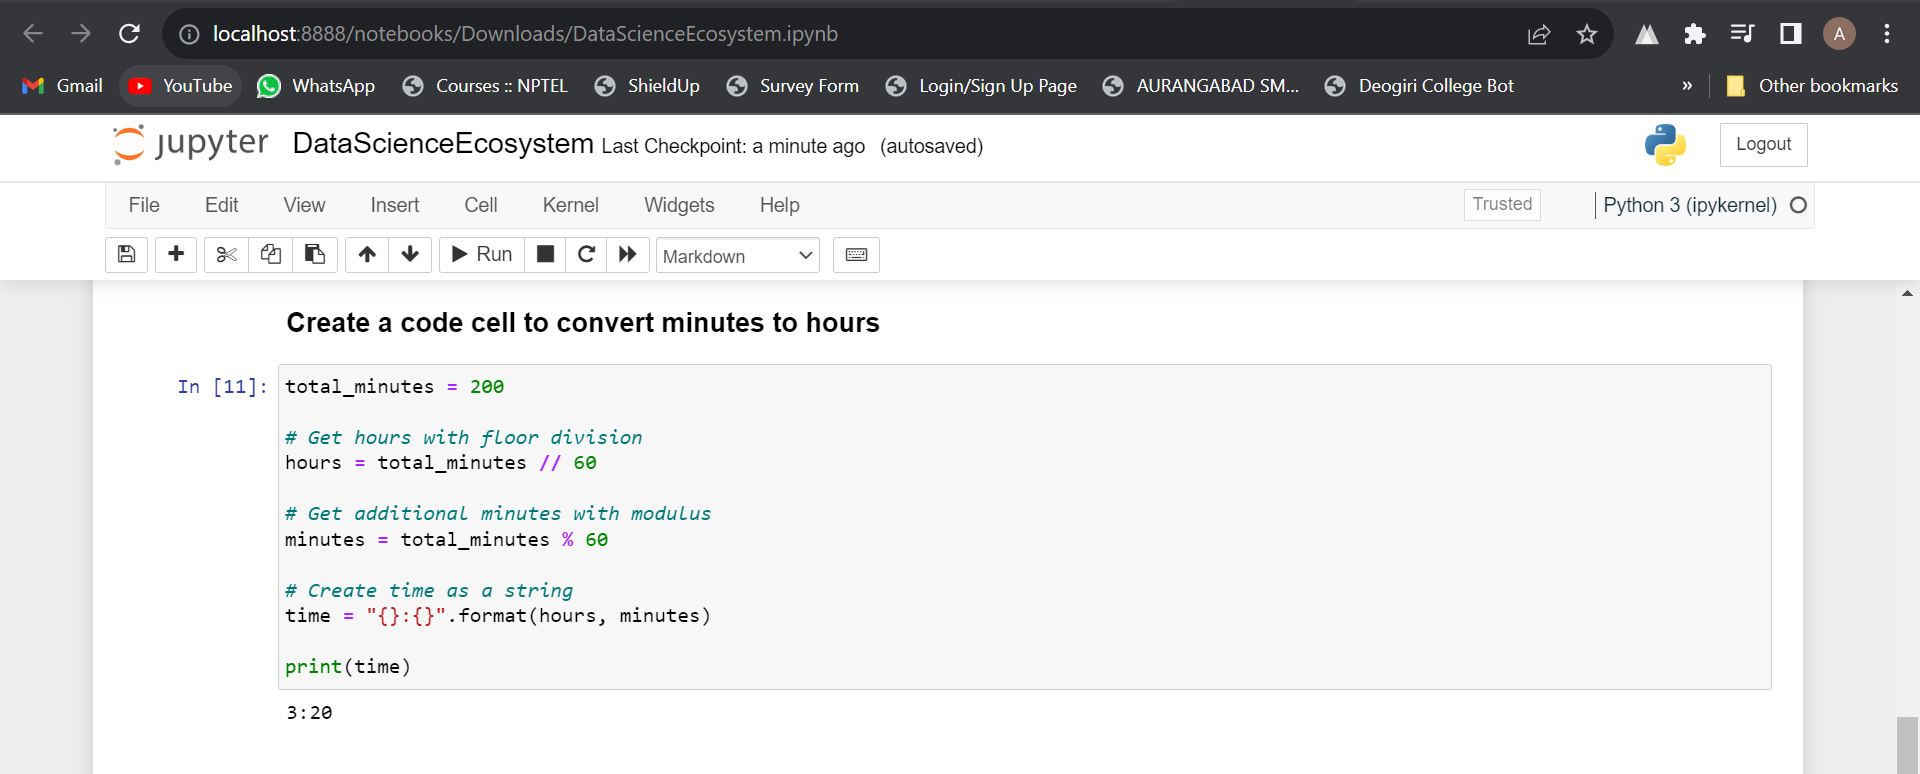 localhost:8888/notebooks/Downloads/DataScienceEcosystem.ipynb A
Gmail YouTube WhatsApp Courses :: NPTEL ShieldUp Survey Form Login/Sign Up Page AURANGABAD SM... Deogiri College Bot » Other bookmarks
jupyter DataScienceEcosystem Last Checkpoint: a minute ago (autosaved) Logout
File Edit View Insert Cell Kernel Widgets Help Trusted Python 3 (ipykernel)
Run Markdown
Create a code cell to convert minutes to hours
In [11]: total_minutes = 200
# Get hours with floor division
hours = total_minutes // 60
# Get additional minutes with modulus
minutes = total_minutes % 60
# Create time as a string
time = "{}:{}".format(hours, minutes)
print(time)
3:20